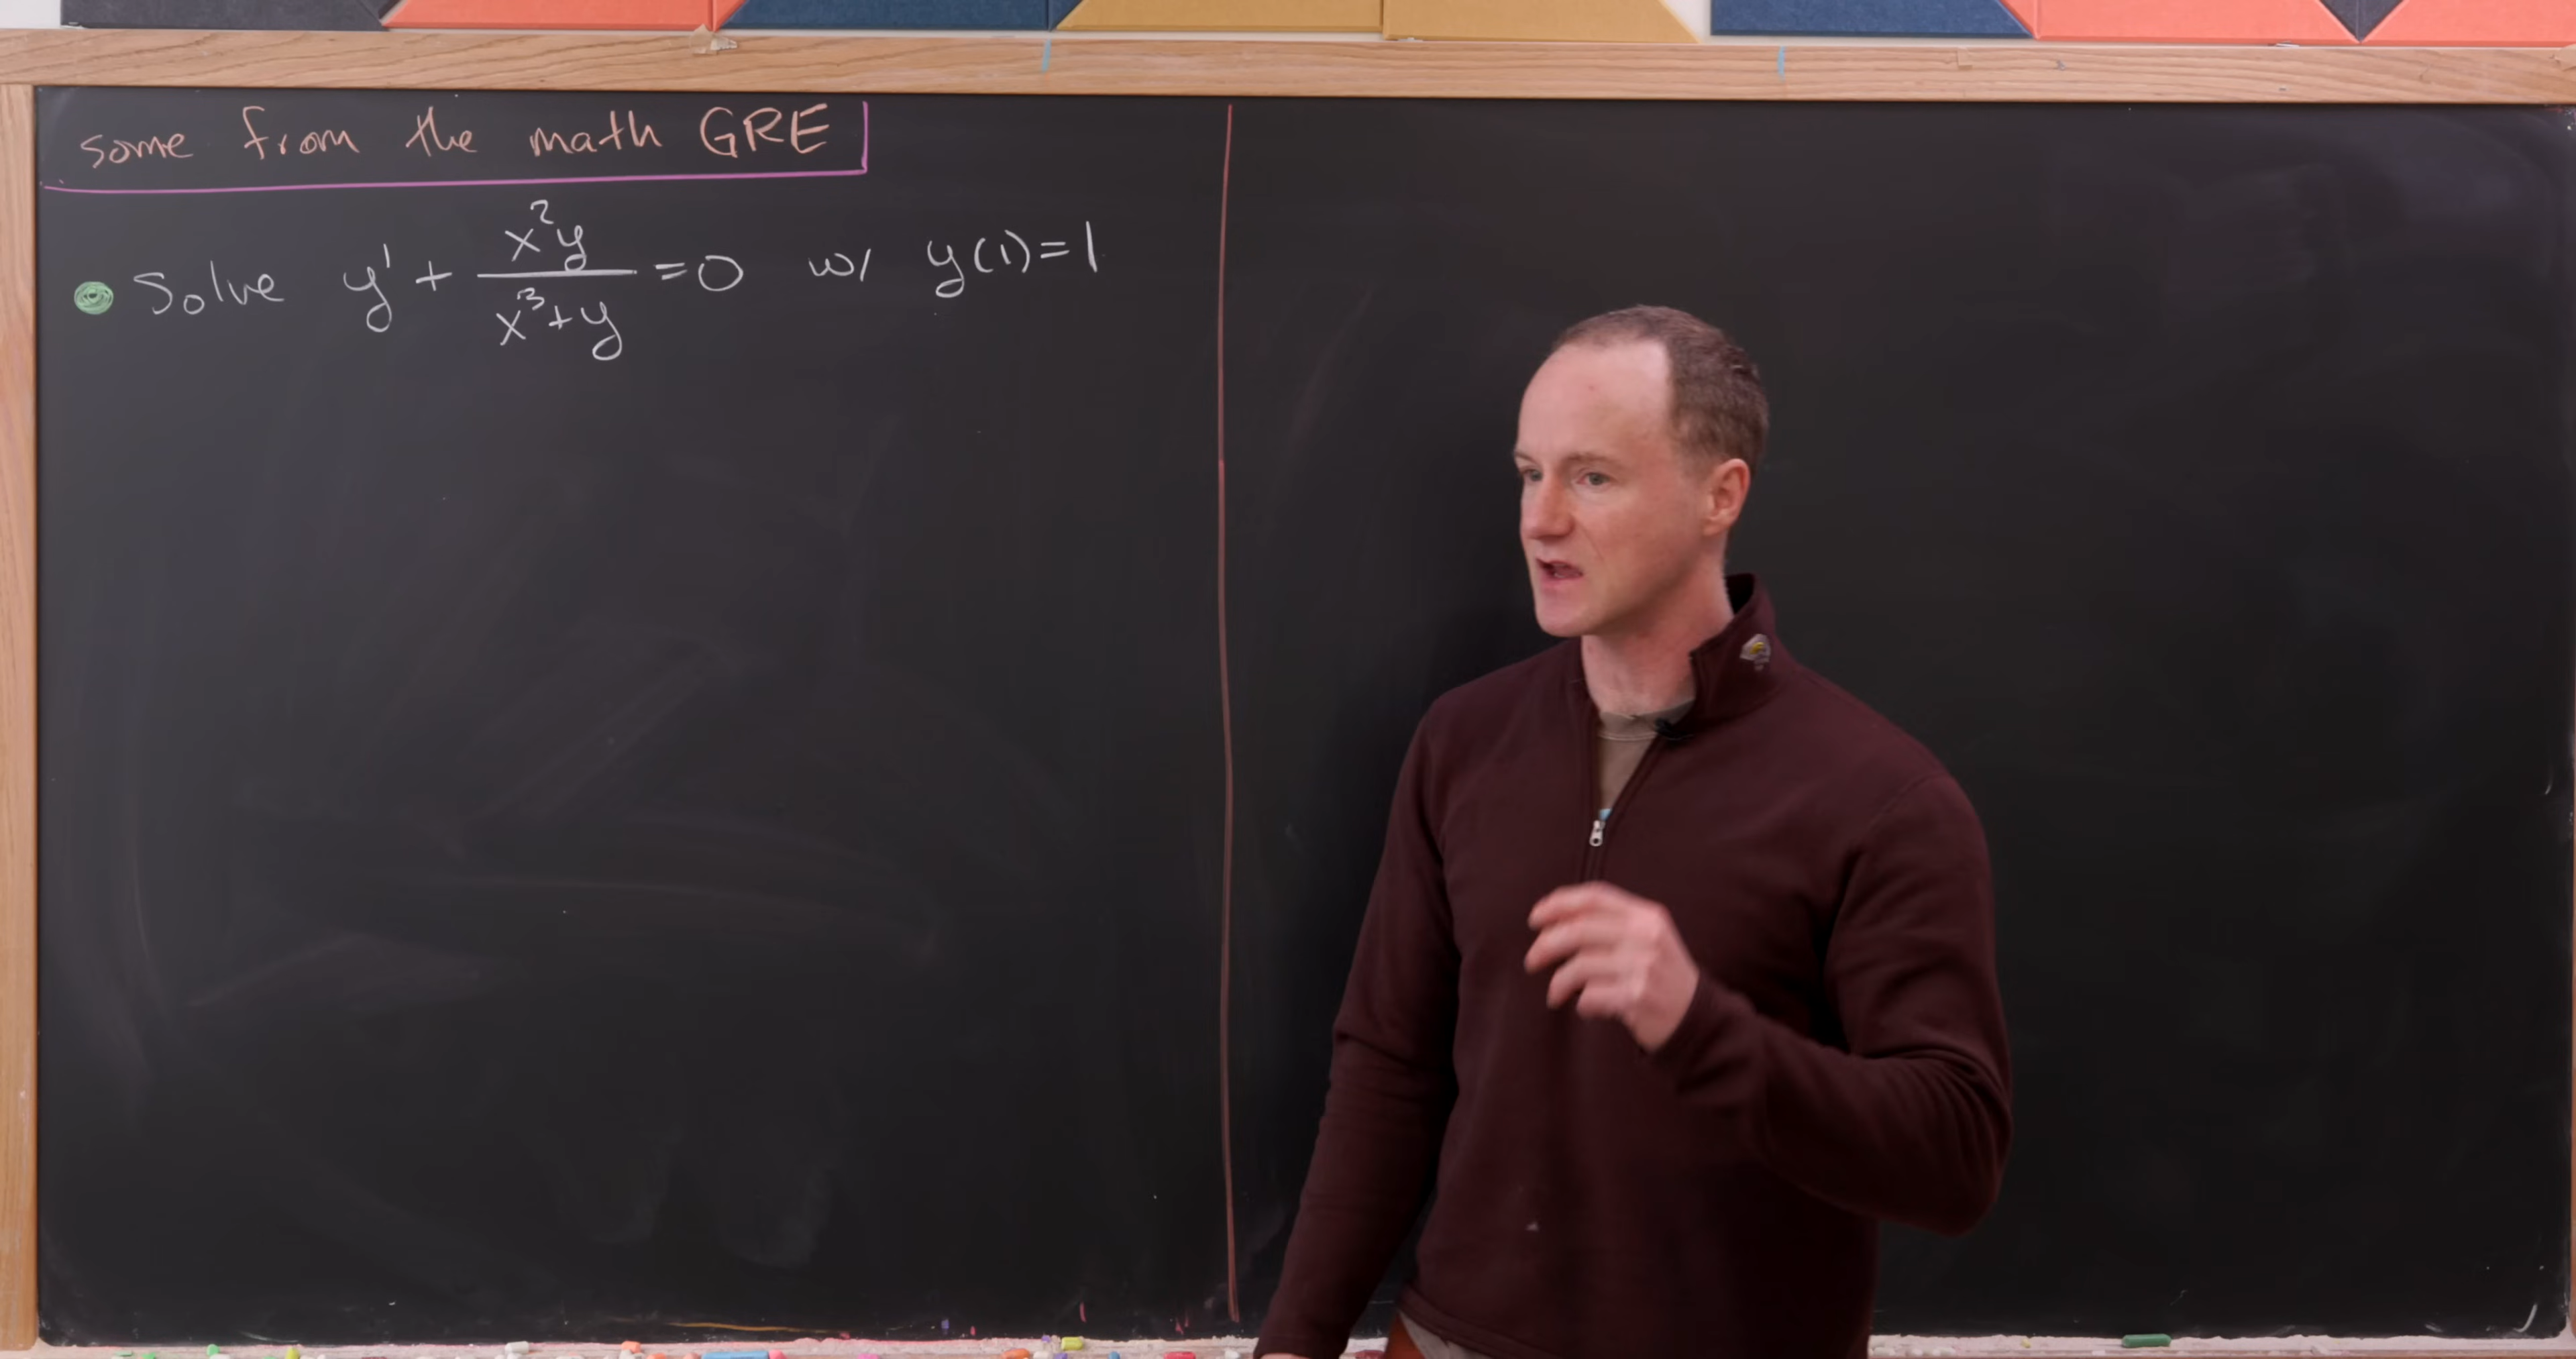 some from the math GRE
Solve y' + x²y/(x³+y) = 0 w/ y(1)=1